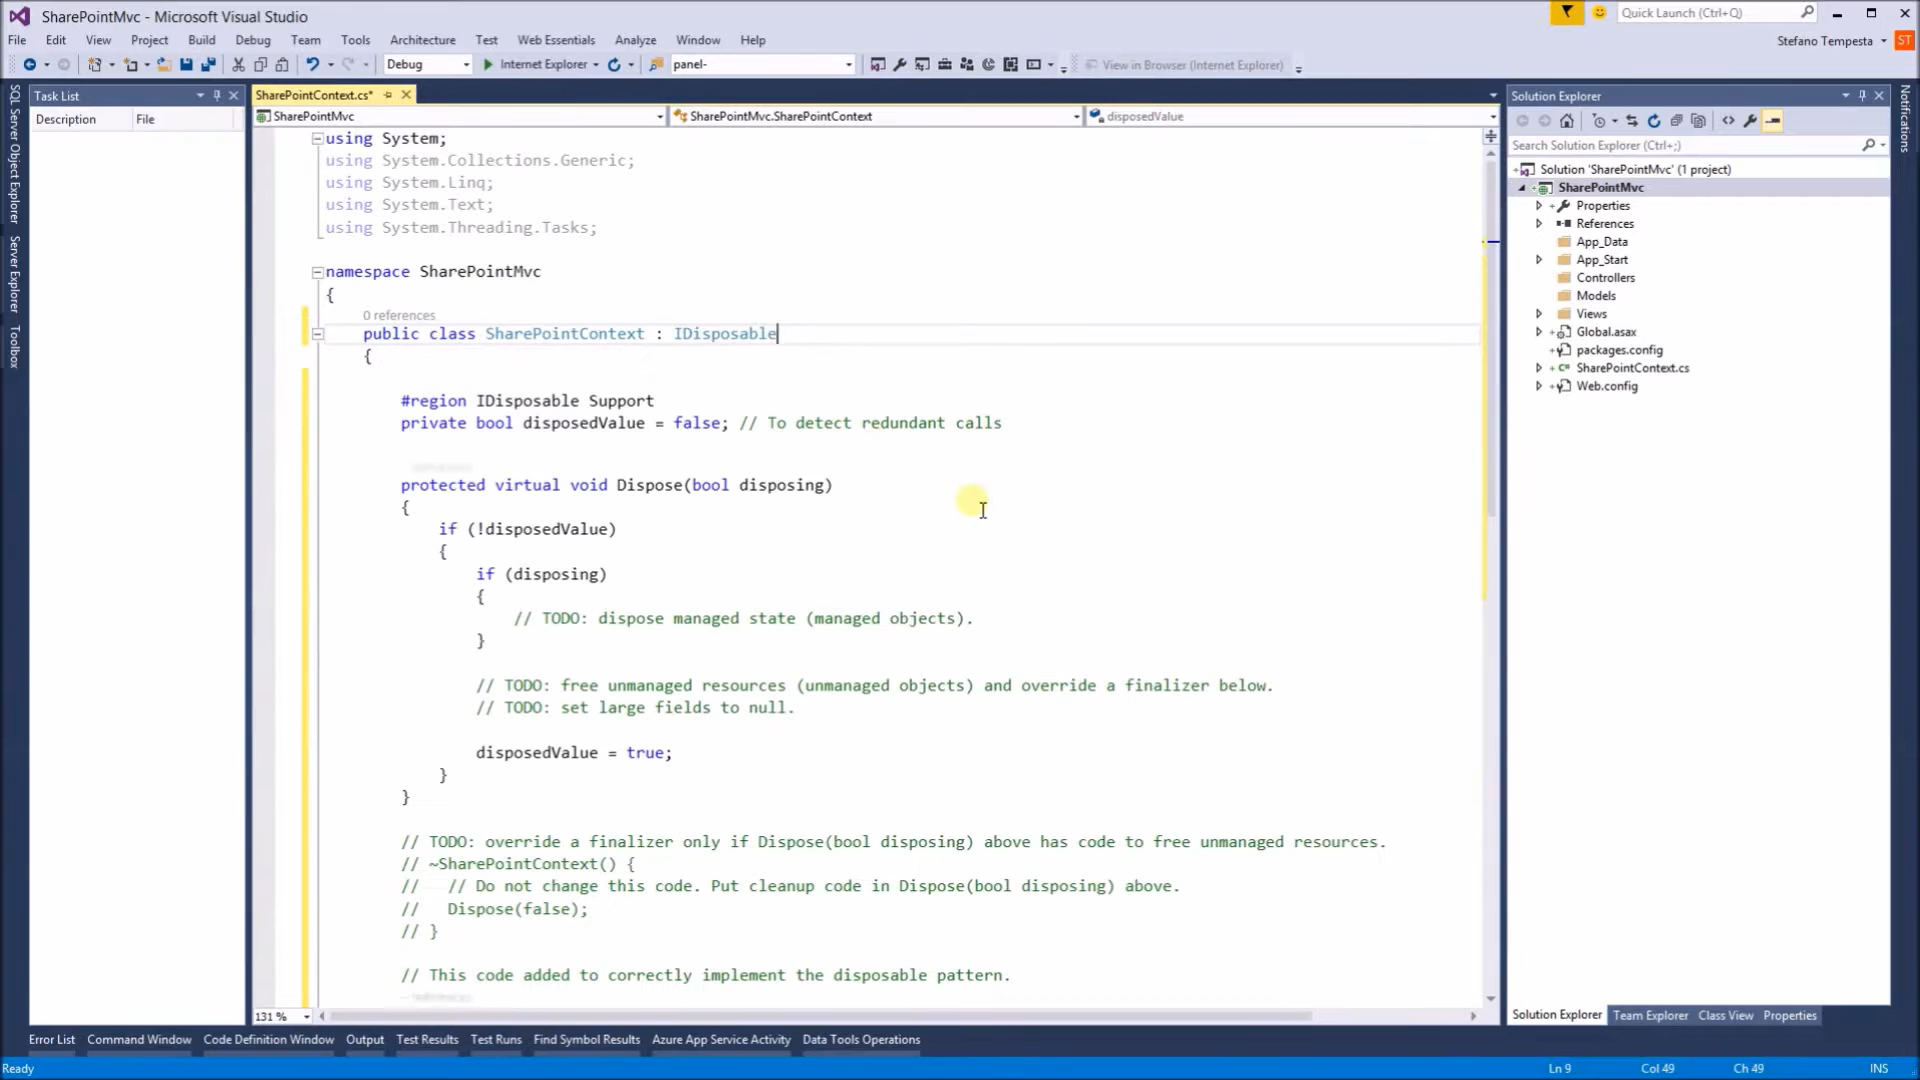 SharePointMvc - Microsoft Visual Studio
Quick Launch (Ctrl+Q)
File Edit View Project Build Debug Team Tools Architecture Test Web Essentials Analyze Window Help
Stefano Tempesta
ST
Debug
Internet Explorer
panel-
View in Browser (Internet Explorer)
SQL Server Object Explorer
Server Explorer
Toolbox
Task List
Description File
SharePointContext.cs*
SharePointMvc
SharePointMvc.SharePointContext
disposedValue
using System;
using System.Collections.Generic;
using System.Linq;
using System.Text;
using System.Threading.Tasks;
namespace SharePointMvc
{
0 references
public class SharePointContext : IDisposable
{
#region IDisposable Support
private bool disposedValue = false; // To detect redundant calls
protected virtual void Dispose(bool disposing)
{
if (!disposedValue)
{
if (disposing)
{
// TODO: dispose managed state (managed objects).
}
// TODO: free unmanaged resources (unmanaged objects) and override a finalizer below.
// TODO: set large fields to null.
disposedValue = true;
}
}
// TODO: override a finalizer only if Dispose(bool disposing) above has code to free unmanaged resources.
// ~SharePointContext() {
//   // Do not change this code. Put cleanup code in Dispose(bool disposing) above.
//   Dispose(false);
// }
// This code added to correctly implement the disposable pattern.
131 %
Solution Explorer
Search Solution Explorer (Ctrl+;)
Solution 'SharePointMvc' (1 project)
SharePointMvc
Properties
References
App_Data
App_Start
Controllers
Models
Views
Global.asax
packages.config
SharePointContext.cs
Web.config
Solution Explorer Team Explorer Class View Properties
Notifications
Error List Command Window Code Definition Window Output Test Results Test Runs Find Symbol Results Azure App Service Activity Data Tools Operations
Ready
Ln 9 Col 49 Ch 49 INS